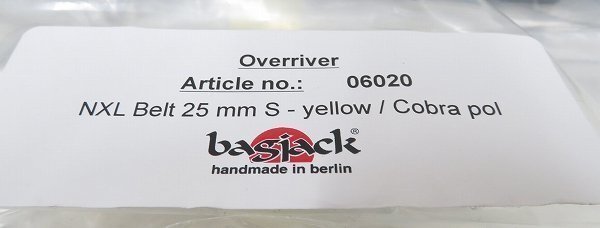 Overriver
Article no.: 06020
NXL Belt 25 mm S - yellow / Cobra pol
bagjack®
handmade in berlin